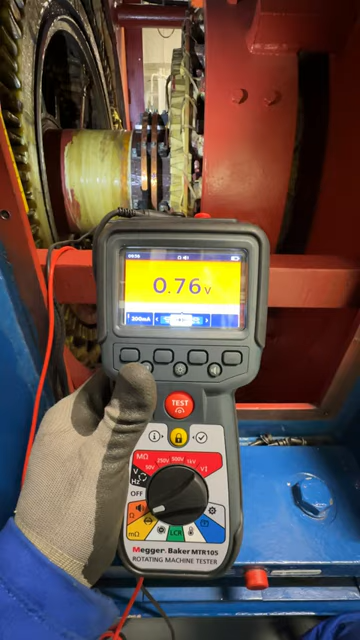 0.76 v
200mA
TEST
MΩ
50V 250V 500V 1kV
VI
V
Hz
OFF
Ω
mΩ
LCR
Megger. Baker MTR105
ROTATING MACHINE TESTER